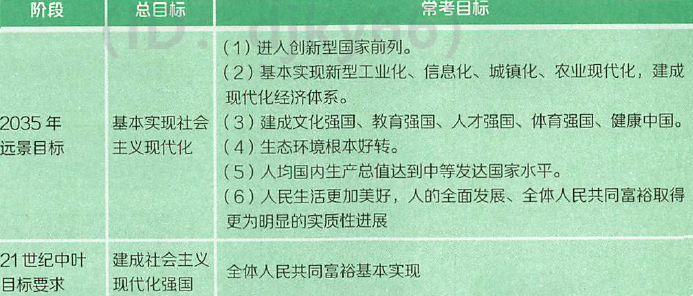 阶段 总目标 常考目标
(1)进入创新型国家前列。
(2)基本实现新型工业化、信息化、城镇化、农业现代化,建成
现代化经济体系。
2035年
远景目标
基本实现社会
主义现代化
(3)建成文化强国、教育强国、人才强国、体育强国、健康中国。
(4)生态环境根本好转。
(5)人均国内生产总值达到中等发达国家水平。
(6)人民生活更加美好,人的全面发展、全体人民共同富裕取得
更为明显的实质性进展
21世纪中叶
目标要求
建成社会主义
现代化强国
全体人民共同富裕基本实现